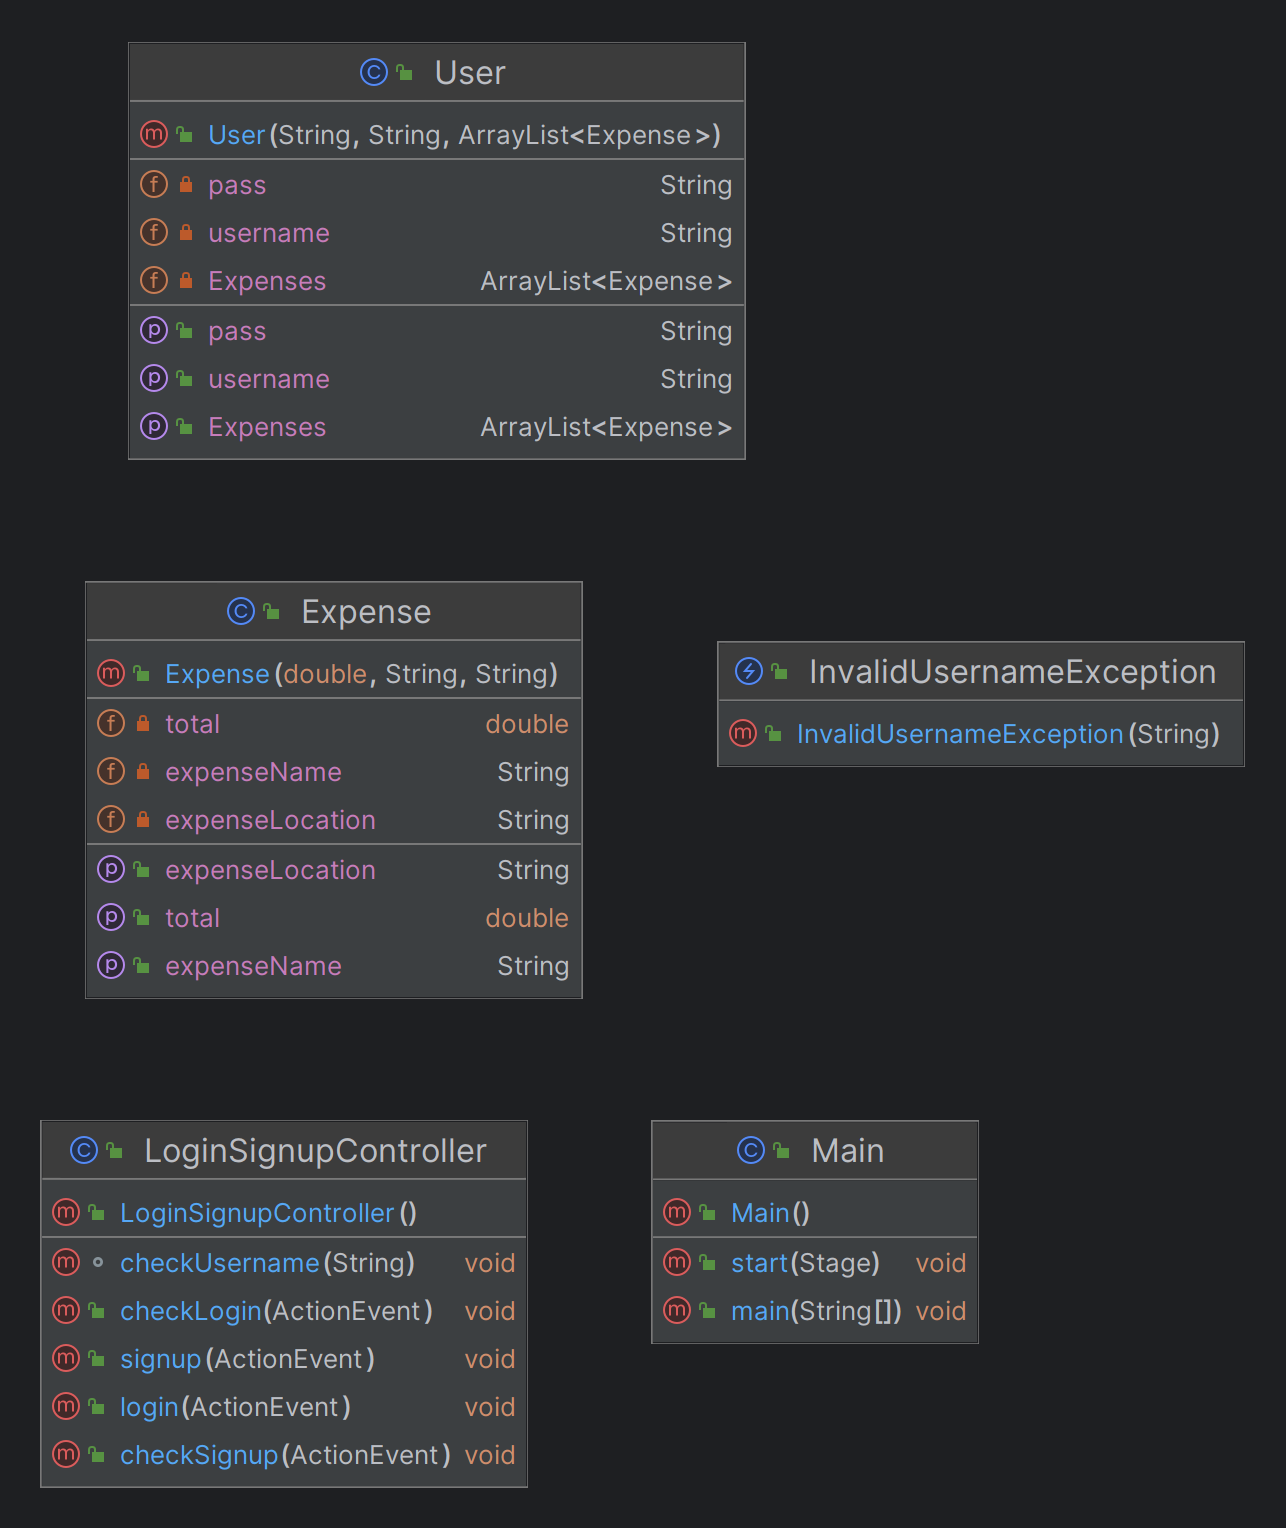 User
User(String, String, ArrayList<Expense>)
pass String
username String
Expenses ArrayList<Expense>
pass String
username String
Expenses ArrayList<Expense>
Expense
Expense(double, String, String)
total double
expenseName String
expenseLocation String
expenseLocation String
total double
expenseName String
InvalidUsernameException
InvalidUsernameException(String)
LoginSignupController
LoginSignupController()
checkUsername(String) void
checkLogin(ActionEvent) void
signup(ActionEvent) void
login(ActionEvent) void
checkSignup(ActionEvent) void
Main
Main()
start(Stage) void
main(String[]) void